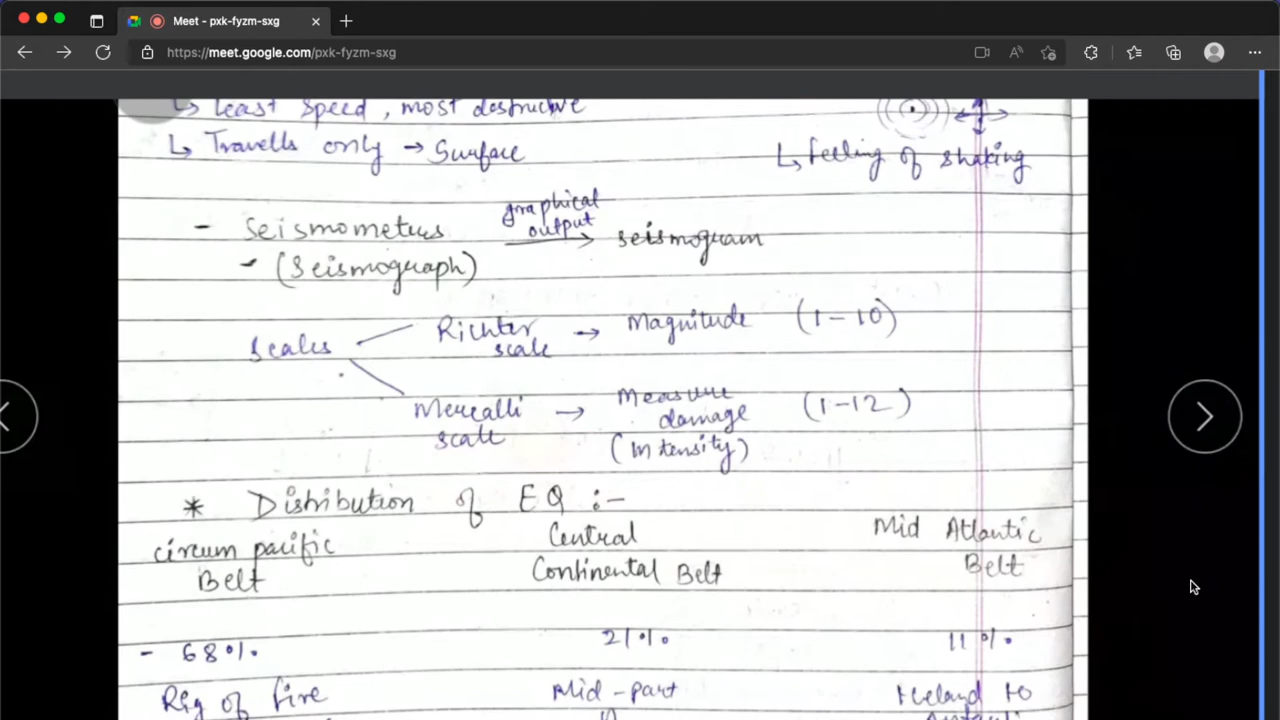 Meet - pxk-fyzm-sxg
https://meet.google.com/pxk-fyzm-sxg
↳ Least speed, most destructive
↳ Travells only → Surface
↳ Feeling of shaking
- Seismometers graphical output → seismogram
- (Seismograph)
Scales
Richter scale → Magnitude (1-10)
Mercalli scale → Measure damage (Intensity) (1-12)
* Distribution of EQ :-
circum pacific Belt
Central Continental Belt
Mid Atlantic Belt
- 68%.
21%.
11%.
Rig of fire
Mid-part
Iceland to